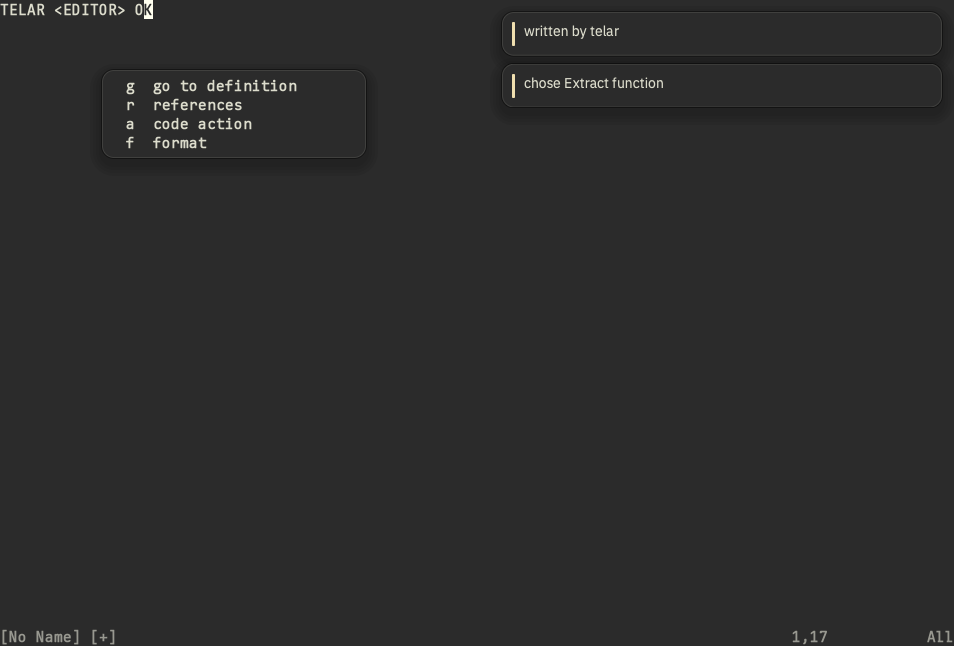 TELAR <EDITOR> OK
written by telar
chose Extract function
g  go to definition
r  references
a  code action
f  format
[No Name] [+]  1,17  All